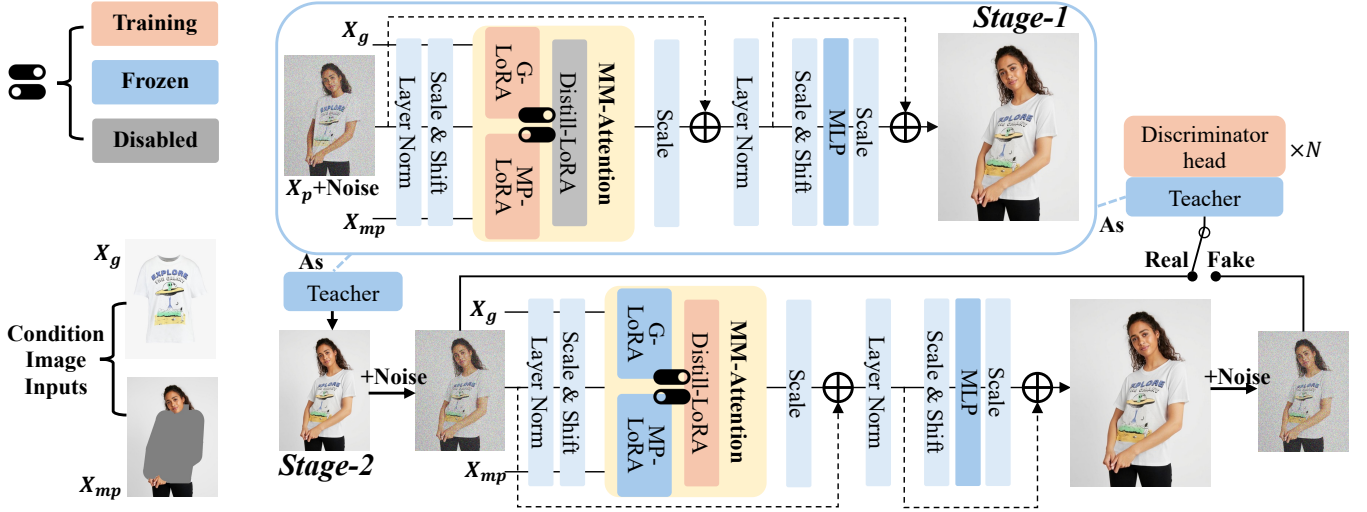 Training
Frozen
Disabled
X_g
Condition
Image
Inputs
X_mp
Stage-1
X_g
X_p+Noise
X_mp
Layer Norm
Scale & Shift
G-
LoRA
MP-
LoRA
Distill-LoRA
MM-Attention
Scale
Layer Norm
Scale & Shift
MLP
Scale
EXPLORE
Discriminator
head
×N
Teacher
As
Real
Fake
As
Teacher
+Noise
Stage-2
X_g
X_mp
Layer Norm
Scale & Shift
G-
LoRA
MP-
LoRA
Distill-LoRA
MM-Attention
Scale
Layer Norm
Scale & Shift
MLP
Scale
+Noise